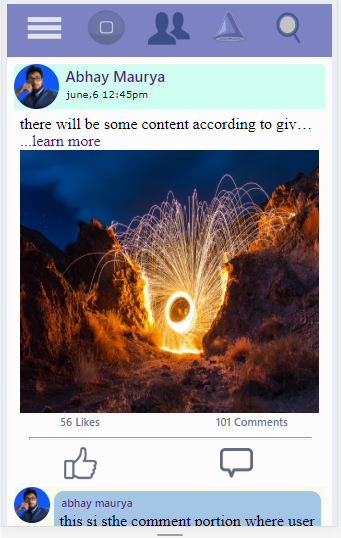 Abhay Maurya
june,6 12:45pm
there will be some content according to giv...
...learn more
56 Likes
101 Comments
abhay maurya
this si sthe comment portion where user